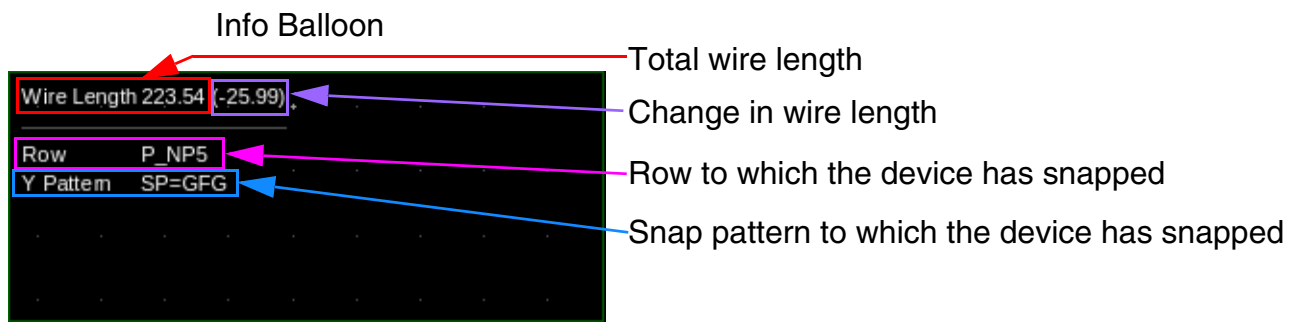 Info Balloon
Total wire length
Wire Length 223.54 (-25.99)
Change in wire length
Row P_NP5
Row to which the device has snapped
Y Pattern SP=GFG
Snap pattern to which the device has snapped